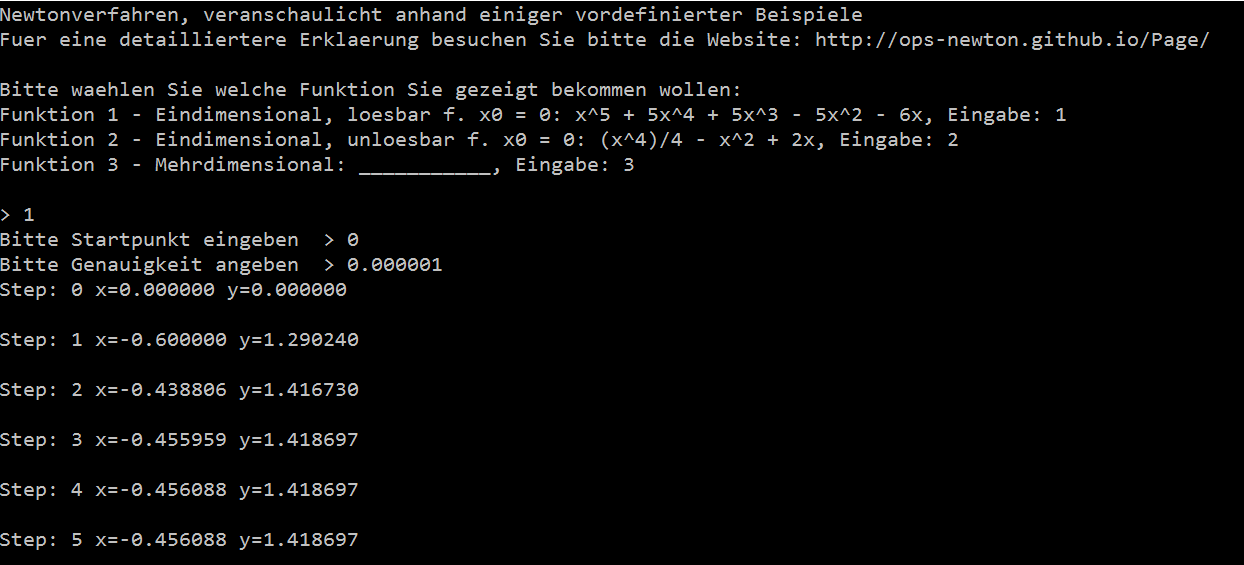 Newtonverfahren, veranschaulicht anhand einiger vordefinierter Beispiele
Fuer eine detailliertere Erklaerung besuchen Sie bitte die Website: http://ops-newton.github.io/Page/
Bitte waehlen Sie welche Funktion Sie gezeigt bekommen wollen:
Funktion 1 - Eindimensional, loesbar f. x0 = 0: x^5 + 5x^4 + 5x^3 - 5x^2 - 6x, Eingabe: 1
Funktion 2 - Eindimensional, unloesbar f. x0 = 0: (x^4)/4 - x^2 + 2x, Eingabe: 2
Funktion 3 - Mehrdimensional: ___________, Eingabe: 3
> 1
Bitte Startpunkt eingeben  > 0
Bitte Genauigkeit angeben  > 0.000001
Step: 0 x=0.000000 y=0.000000
Step: 1 x=-0.600000 y=1.290240
Step: 2 x=-0.438806 y=1.416730
Step: 3 x=-0.455959 y=1.418697
Step: 4 x=-0.456088 y=1.418697
Step: 5 x=-0.456088 y=1.418697